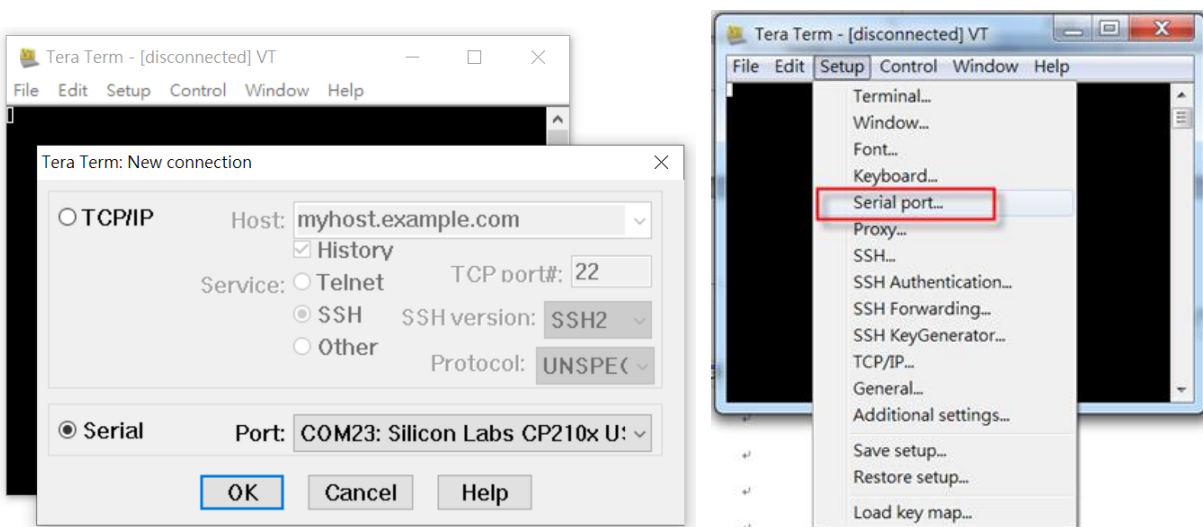 Tera Term - [disconnected] VT
File Edit Setup Control Window Help
Tera Term: New connection
TCP/IP Host: myhost.example.com
History
Service: Telnet TCP port#: 22
SSH SSH version: SSH2
Other Protocol: UNSPEC
Serial Port: COM23: Silicon Labs CP210x
OK Cancel Help
Tera Term - [disconnected] VT
File Edit Setup Control Window Help
Terminal...
Window...
Font...
Keyboard...
Serial port...
Proxy...
SSH...
SSH Authentication...
SSH Forwarding...
SSH KeyGenerator...
TCP/IP...
General...
Additional settings...
Save setup...
Restore setup...
Load key map...